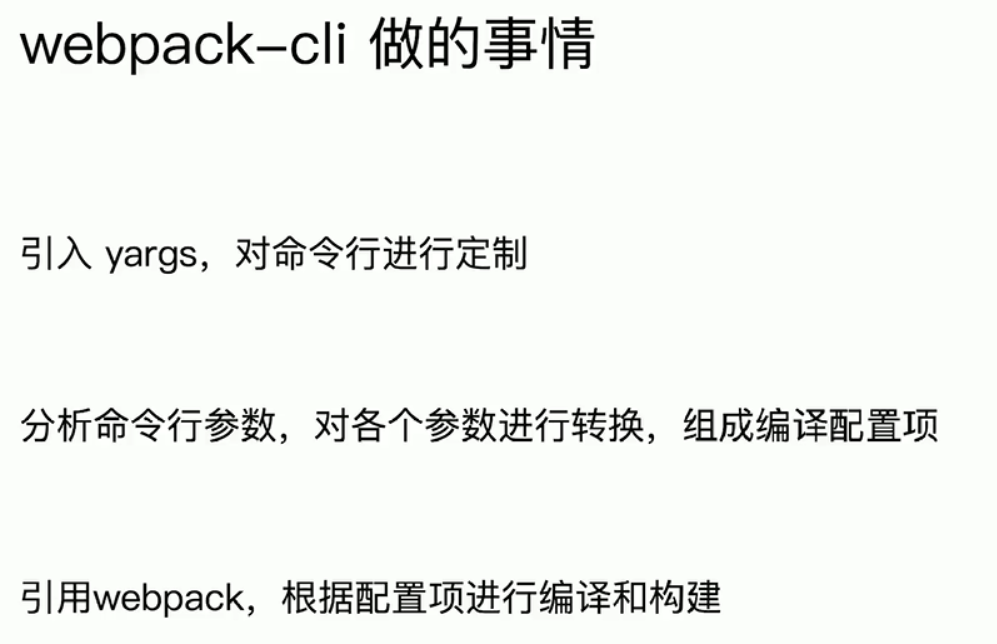 webpack-cli 做的事情
引入 yargs，对命令行进行定制
分析命令行参数，对各个参数进行转换，组成编译配置项
引用webpack，根据配置项进行编译和构建